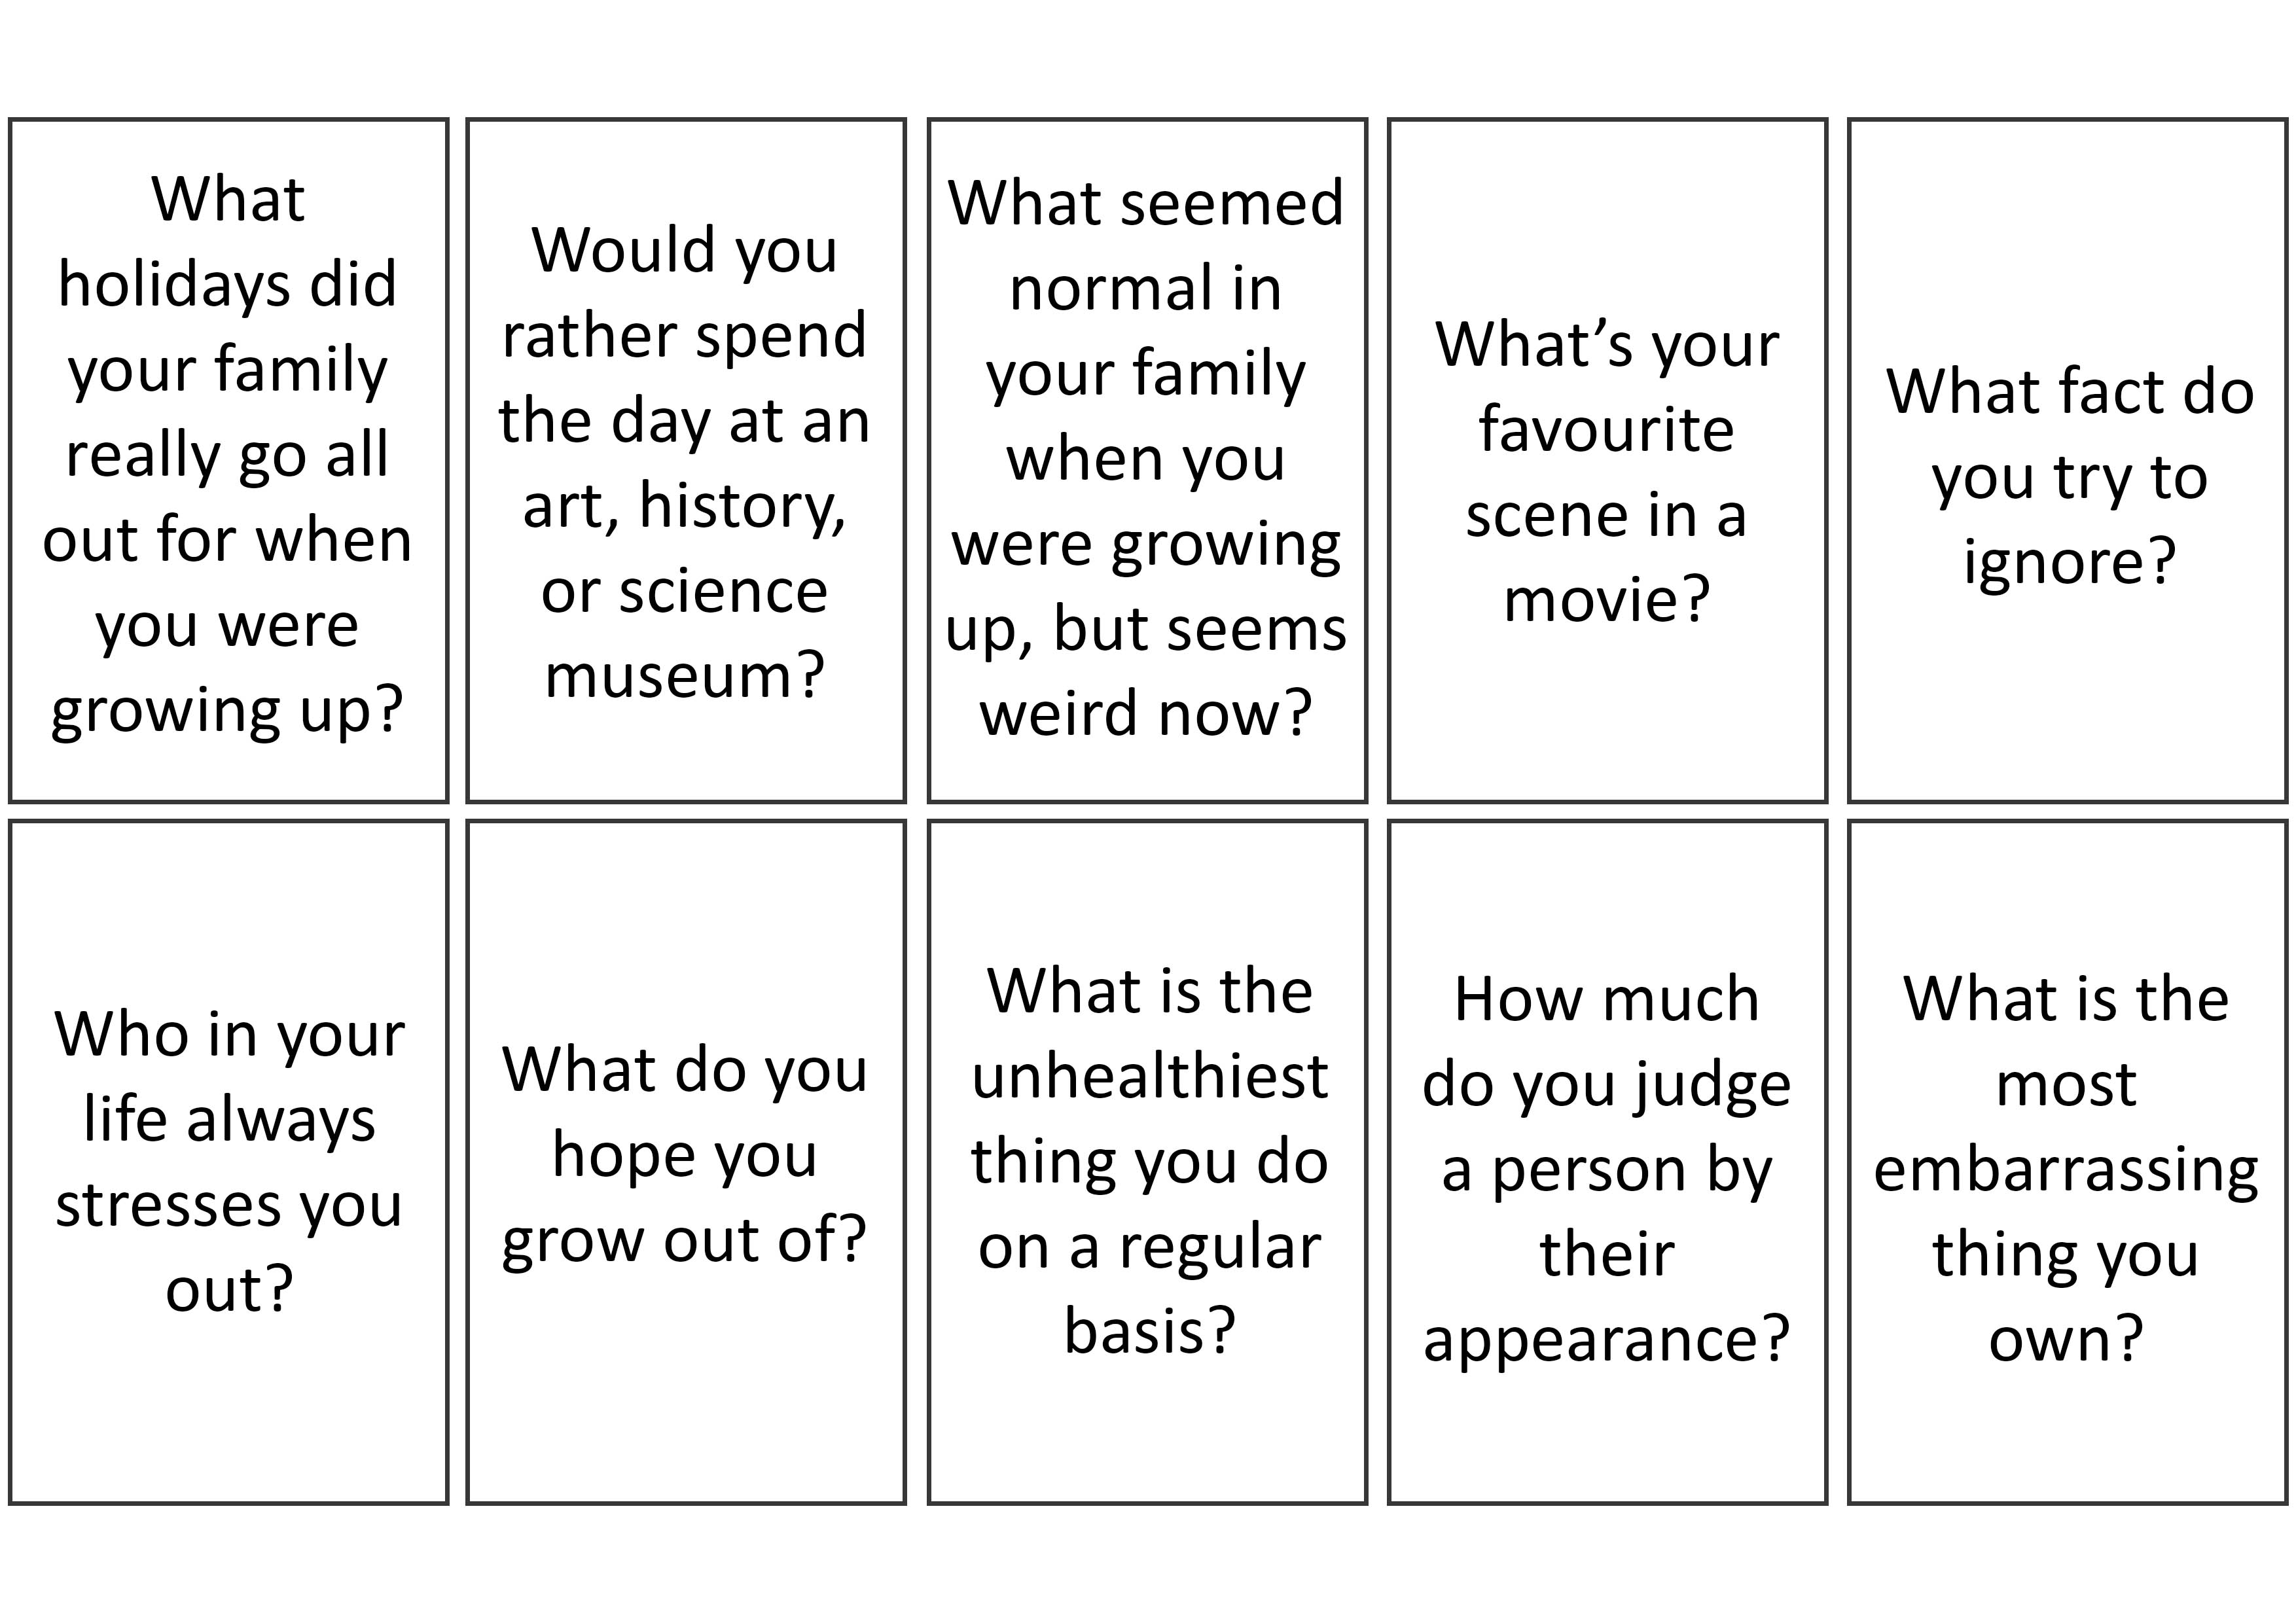 What
holidays did
your family
really go all
out for when
you were
growing up?
Would you
rather spend
the day at an
art, history,
or science
museum?
What seemed
normal in
your family
when you
were growing
up, but seems
weird now?
What’s your
favourite
scene in a
movie?
What fact do
you try to
ignore?
Who in your
life always
stresses you
out?
What do you
hope you
grow out of?
What is the
unhealthiest
thing you do
on a regular
basis?
How much
do you judge
a person by
their
appearance?
What is the
most
embarrassing
thing you
own?